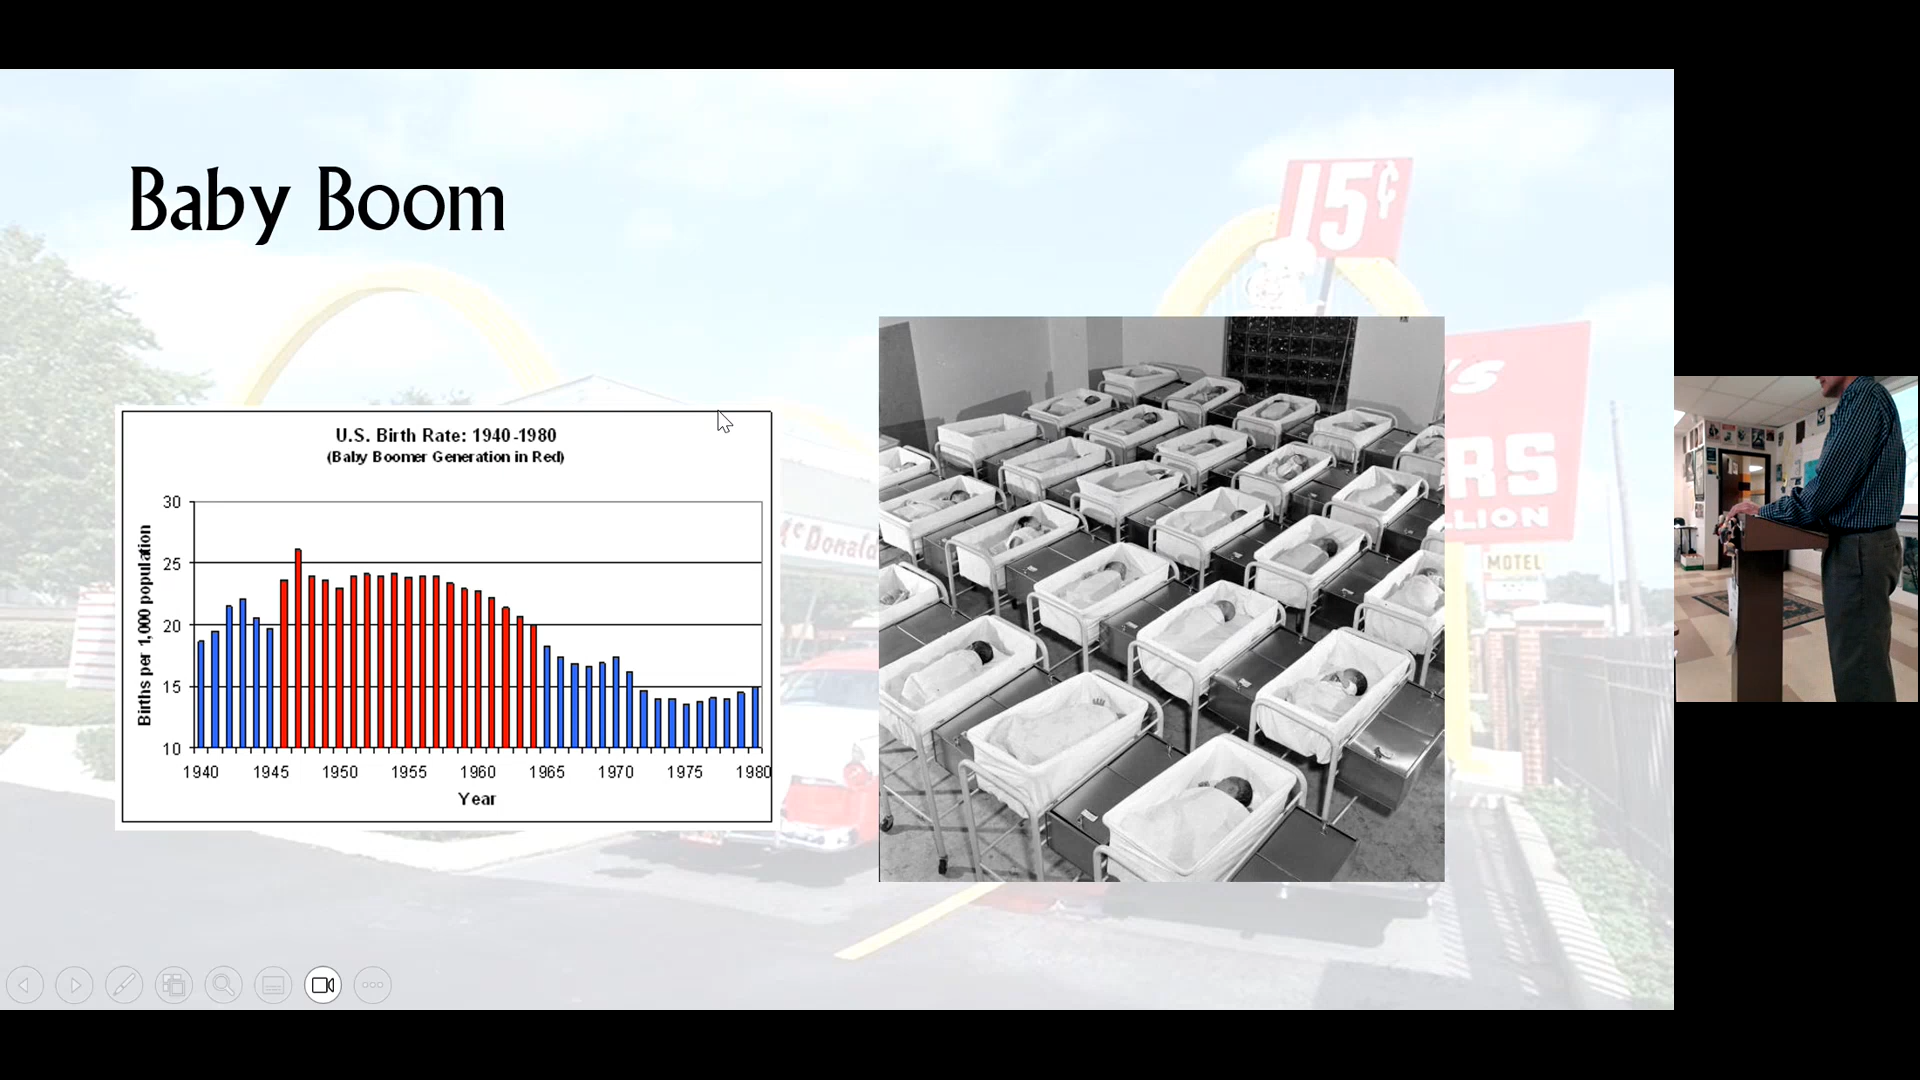 Baby Boom
15¢
U.S. Birth Rate: 1940-1980
(Baby Boomer Generation in Red)
30
25
20
15
10
Births per 1,000 population
1940 1945 1950 1955 1960 1965 1970 1975 1980
Year
McDonald
'S
RS
LLION
MOTEL